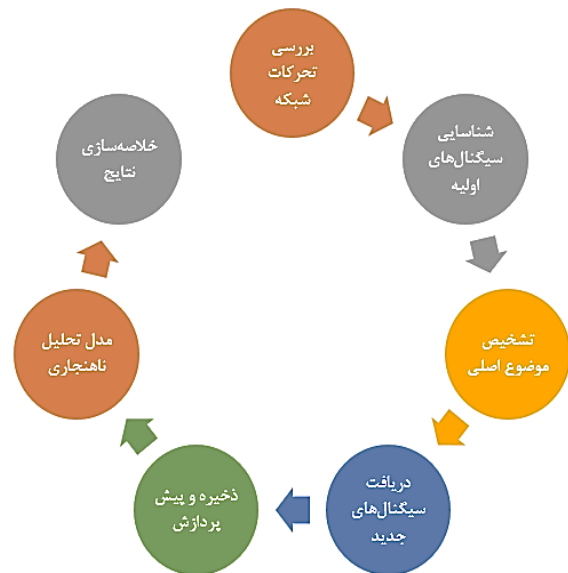 بررسی
تحرکات
شبکه
شناسایی
سیگنال‌های
اولیه
تشخیص
موضوع اصلی
دریافت
سیگنال‌های
جدید
ذخیره و پیش
پردازش
مدل تحلیل
ناهنجاری
خلاصه‌سازی
نتایج